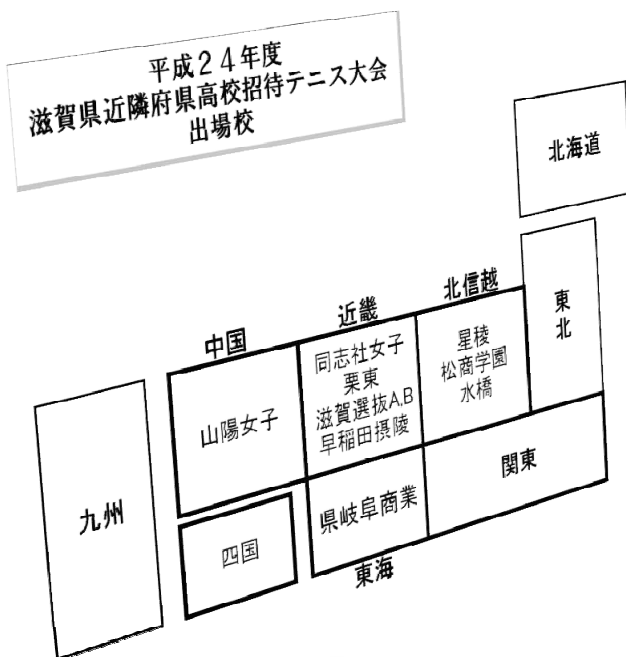 平成２４年度
滋賀県近隣府県高校招待テニス大会
出場校
北海道
東北
北信越
星稜
松商学園
水橋
近畿
同志社女子
栗東
滋賀選抜A,B
早稲田摂陵
中国
山陽女子
九州
四国
県岐阜商業
東海
関東